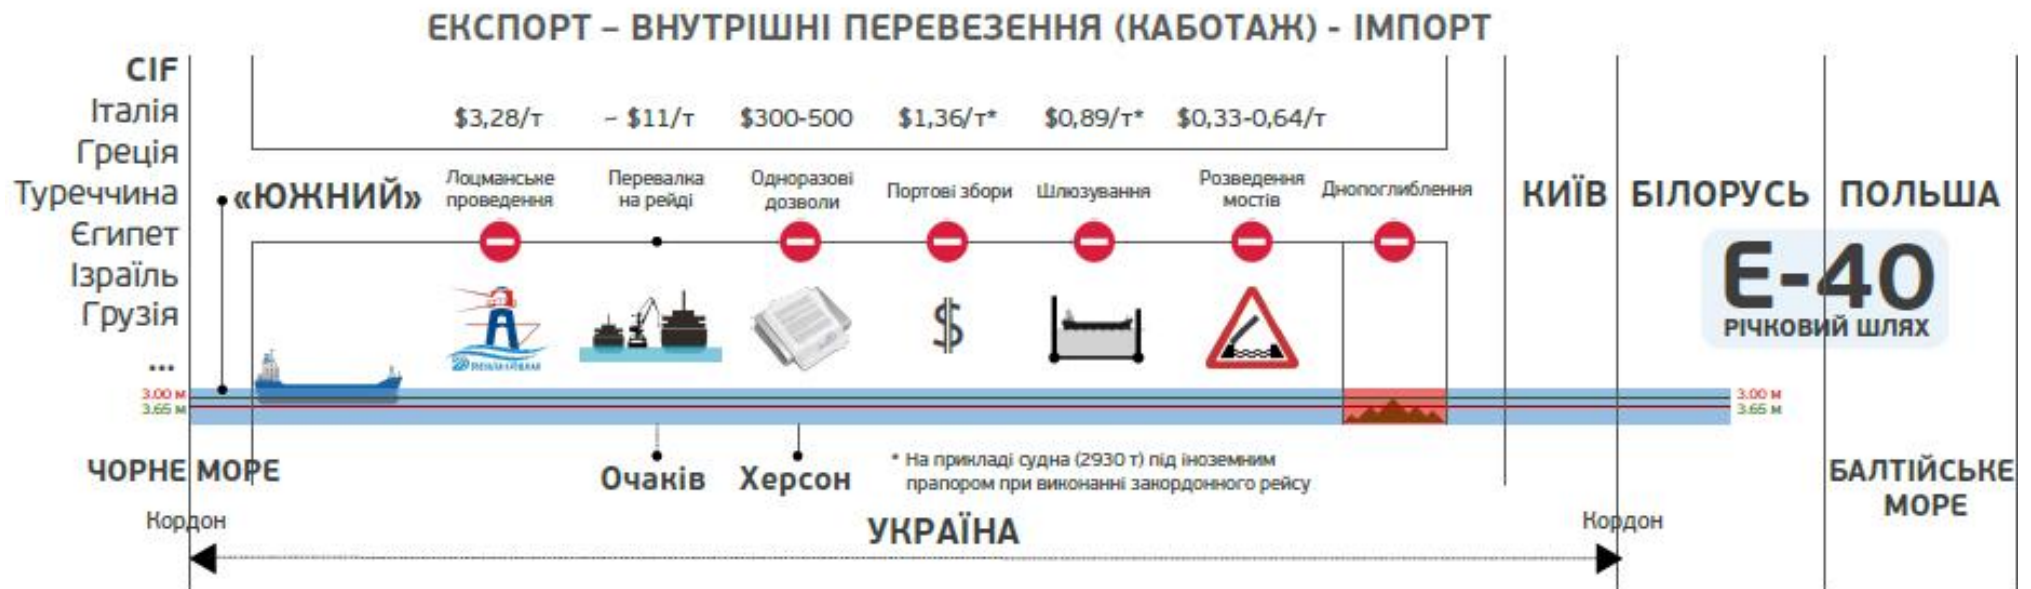 ЕКСПОРТ – ВНУТРІШНІ ПЕРЕВЕЗЕННЯ (КАБОТАЖ) - ІМПОРТ
CIF
Італія
Греція
Туреччина
Єгипет
Ізраїль
Грузія
...
$3,28/т
~ $11/т
$300-500
$1,36/т*
$0,89/т*
$0,33-0,64/т
«ЮЖНИЙ»
Лоцманське
проведення
Перевалка
на рейді
Одноразові
дозволи
Портові збори
Шлюзування
Розведення
мостів
Днопоглиблення
КИЇВ
БІЛОРУСЬ
ПОЛЬША
Е-40
РІЧКОВИЙ ШЛЯХ
$
3.00 м
3.65 м
3.00 м
3.65 м
ЧОРНЕ МОРЕ
Очаків
Херсон
* На прикладі судна (2930 т) під іноземним
прапором при виконанні закордонного рейсу
БАЛТІЙСЬКЕ
МОРЕ
Кордон
УКРАЇНА
Кордон